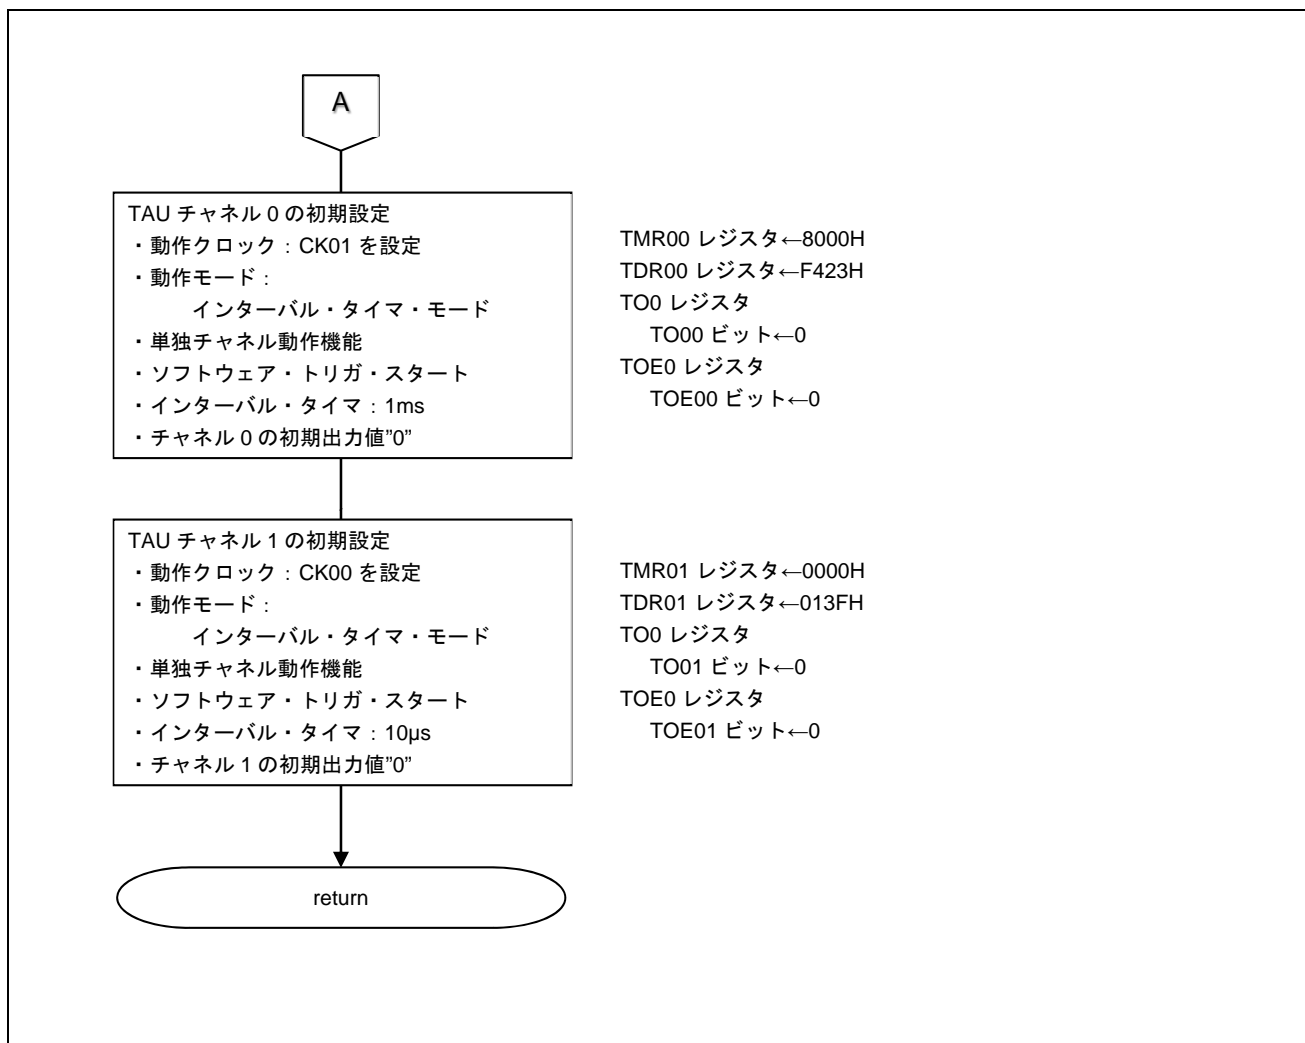 A
TAU チャネル 0 の初期設定
・動作クロック：CK01 を設定
・動作モード：
インターバル・タイマ・モード
・単独チャネル動作機能
・ソフトウェア・トリガ・スタート
・インターバル・タイマ：1ms
・チャネル 0 の初期出力値”0”
TMR00 レジスタ←8000H
TDR00 レジスタ←F423H
TO0 レジスタ
TO00 ビット←0
TOE0 レジスタ
TOE00 ビット←0
TAU チャネル 1 の初期設定
・動作クロック：CK00 を設定
・動作モード：
インターバル・タイマ・モード
・単独チャネル動作機能
・ソフトウェア・トリガ・スタート
・インターバル・タイマ：10µs
・チャネル 1 の初期出力値”0”
TMR01 レジスタ←0000H
TDR01 レジスタ←013FH
TO0 レジスタ
TO01 ビット←0
TOE0 レジスタ
TOE01 ビット←0
return